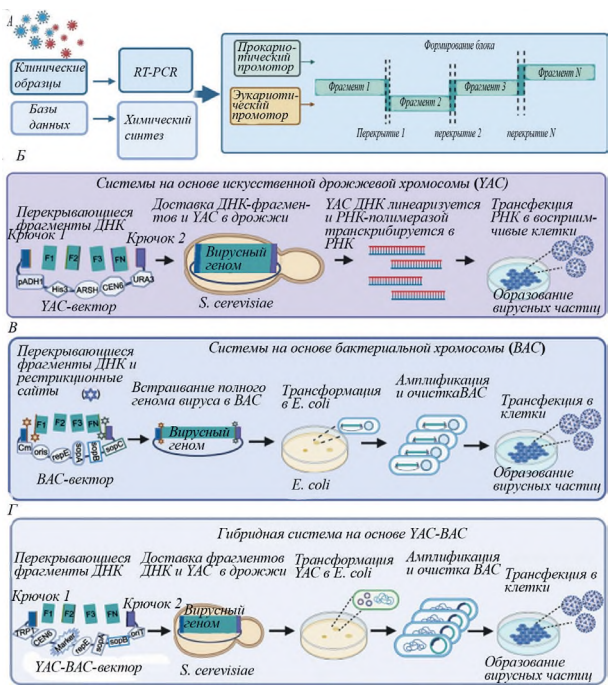 А
Клинические
образцы
RT-PCR
Базы
данных
Химический
синтез
Прокарио-
тический
промотор
Эукариоти-
ческий
промотор
Формирование блока
Фрагмент 1
Фрагмент 2
Фрагмент 3
Фрагмент N
Перекрытие 1
перекрытие 2
перекрытие N
Б
Системы на основе искусственной дрожжевой хромосомы (YAC)
Перекрывающиеся
фрагменты ДНК
Крючок 1
Крючок 2
F1 F2 F3 FN
pADH1 His3 ARSH CEN6 URA3
YAC-вектор
Доставка ДНК-фрагмен-
тов и YAC в дрожжи
Вирусный
геном
S. cerevisiae
YAC ДНК линеаризуется
и РНК-полимеразой
транскрибируется в
РНК
Трансфекция
РНК в восприим-
чивые клетки
Образование
вирусных частиц
В
Системы на основе бактериальной хромосомы (BAC)
Перекрывающиеся
фрагменты ДНК и
рестрикционные
сайты
F1 F2 F3 FN
Cm oris repE sopA sopB sopC
BAC-вектор
Встраивание полного
генома вируса в BAC
Вирусный
геном
Трансформация
в E. coli
E. coli
Амплификация
и очисткаBAC
Трансфекция в
клетки
Образование
вирусных частиц
Г
Гибридная система на основе YAC-BAC
Перекрывающиеся
фрагменты ДНК
Крючок 1
Крючок 2
F1 F2 F3 FN
TRP1 CEN6 Marker repE sopA sopB oriT
YAC-BAC-вектор
Доставка фрагментов
ДНК и YAC в дрожжи
Вирусный
геном
S. cerevisiae
Трансформация
YAC в E. coli
Амплификация
и очистка BAC
Трансфекция в
клетки
Образование
вирусных частиц